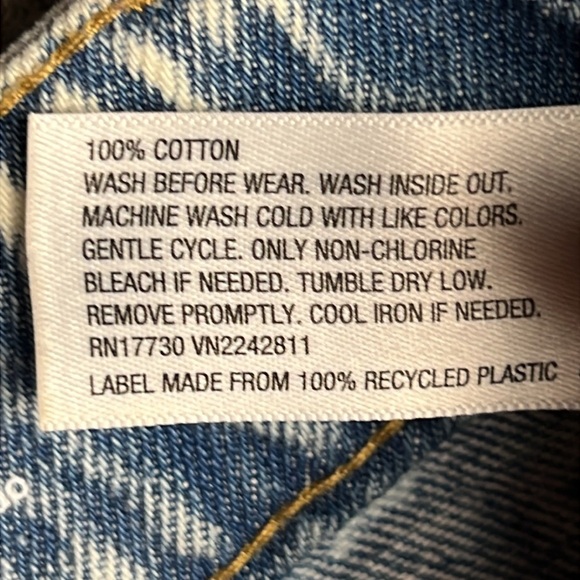 100% COTTON
WASH BEFORE WEAR. WASH INSIDE OUT.
MACHINE WASH COLD WITH LIKE COLORS.
GENTLE CYCLE. ONLY NON-CHLORINE
BLEACH IF NEEDED. TUMBLE DRY LOW.
REMOVE PROMPTLY. COOL IRON IF NEEDED.
RN17730 VN2242811
LABEL MADE FROM 100% RECYCLED PLASTIC